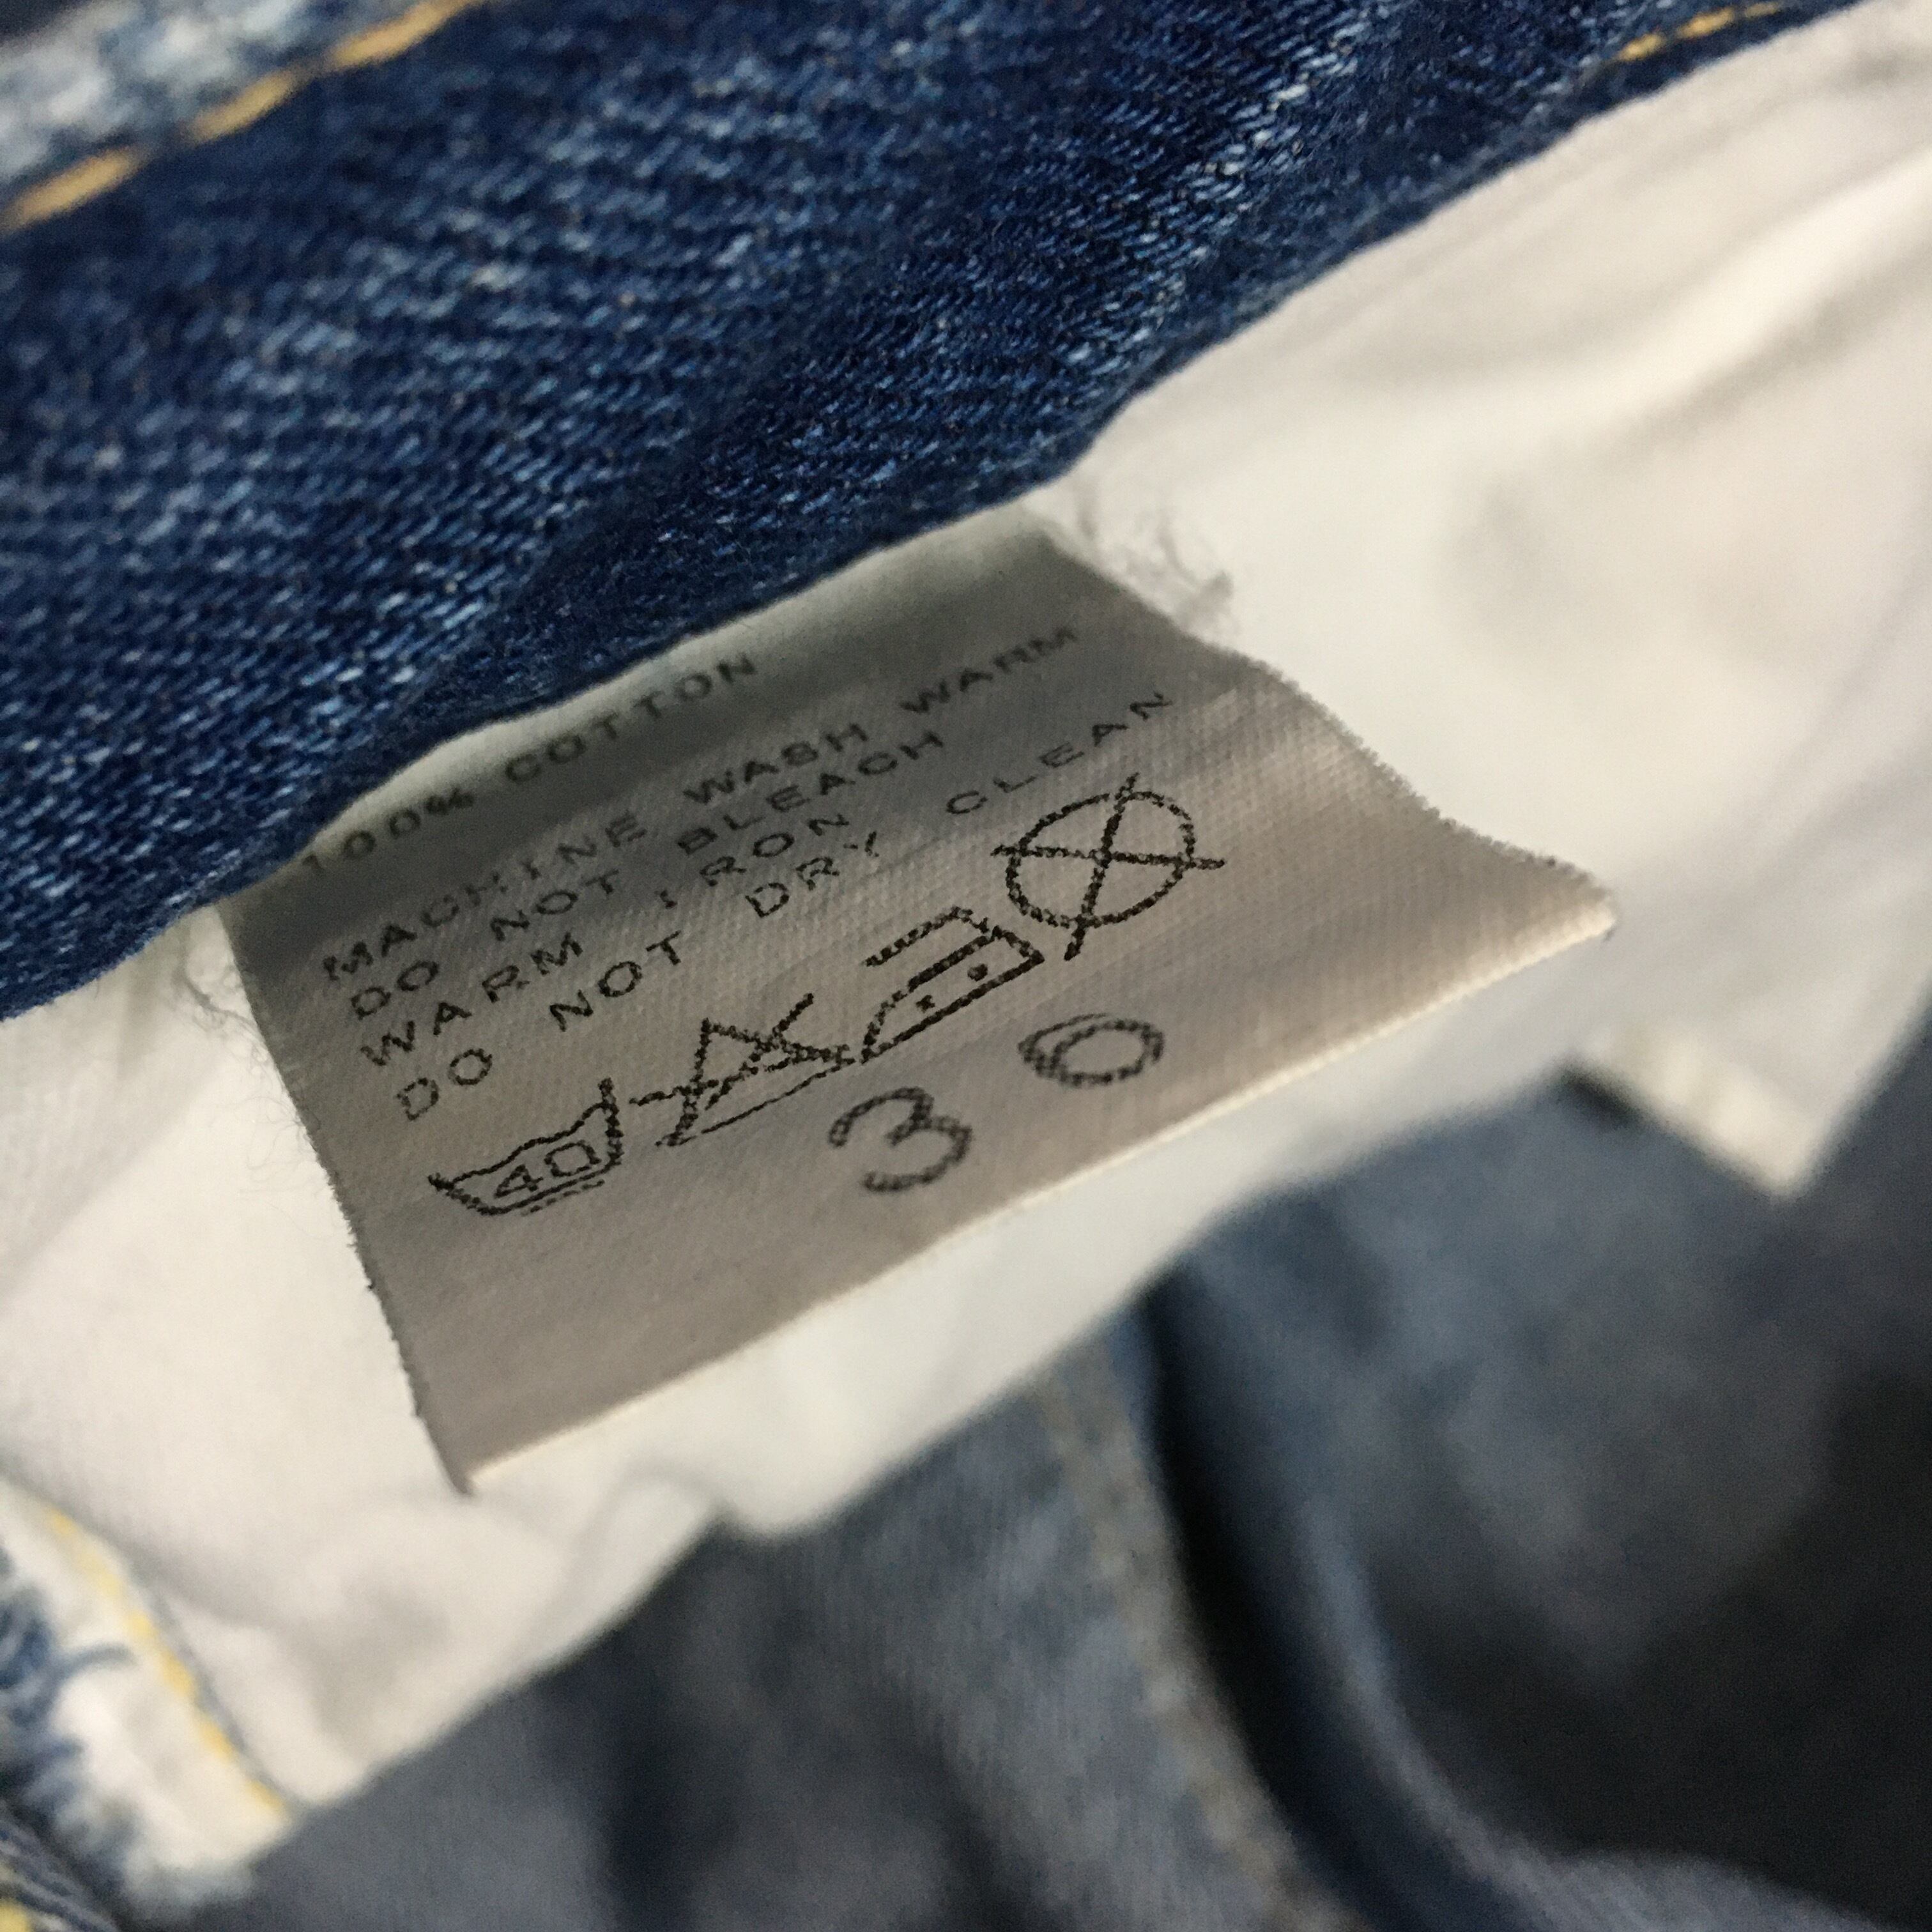 100% COTTON
MACHINE WASH WARM
DO NOT BLEACH
WARM IRON
DO NOT DRY CLEAN
40
30